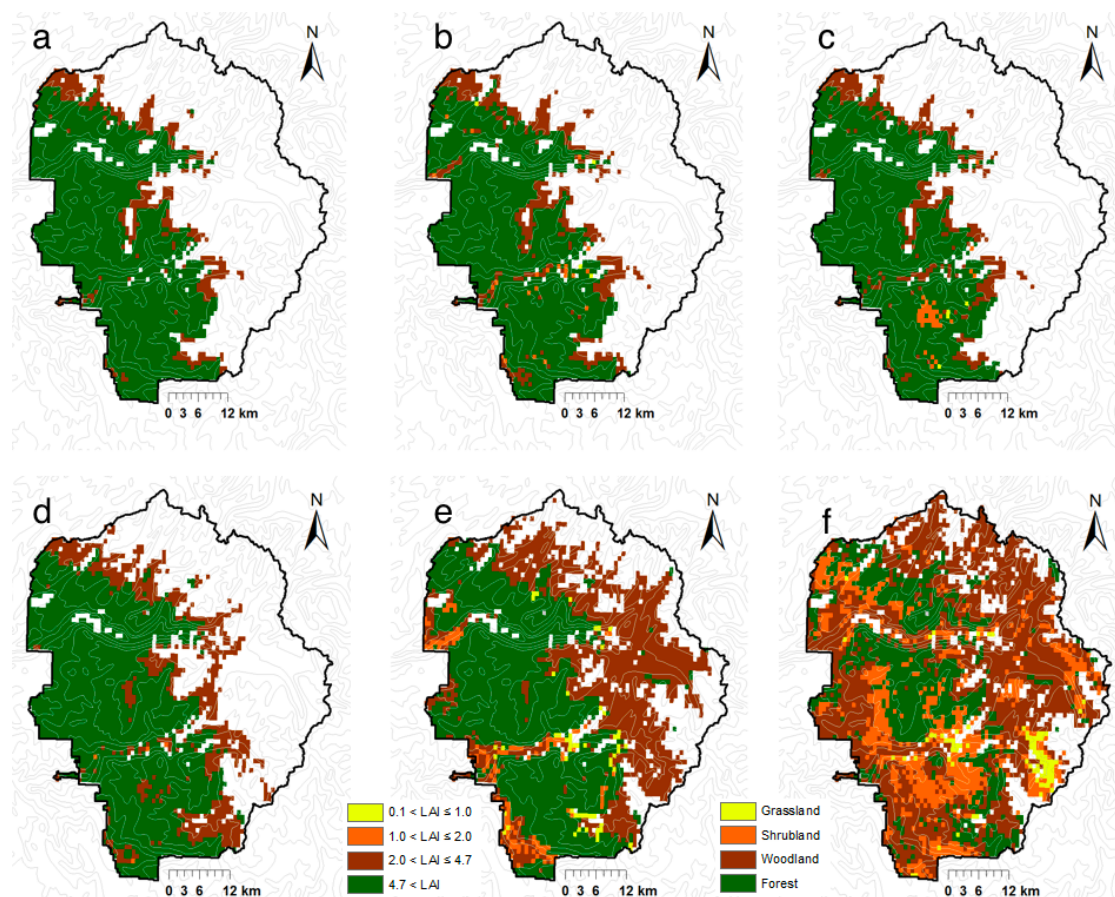 a
N
0 3 6 12 km
b
N
0 3 6 12 km
c
N
0 3 6 12 km
d
N
0 3 6 12 km
e
N
0 3 6 12 km
f
N
0 3 6 12 km
0.1 < LAI ≤ 1.0
1.0 < LAI ≤ 2.0
2.0 < LAI ≤ 4.7
4.7 < LAI
Grassland
Shrubland
Woodland
Forest